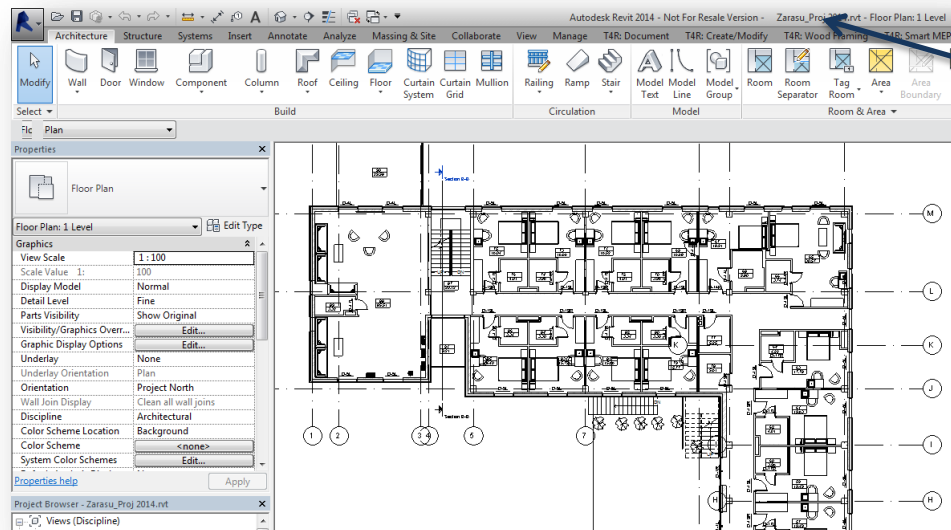 Autodesk Revit 2014 - Not For Resale Version - Zarasu_Proj 2014.rvt - Floor Plan: 1 Level
Architecture Structure Systems Insert Annotate Analyze Massing & Site Collaborate View Manage T4R: Document T4R: Create/Modify T4R: Wood Framing T4R: Smart MEP
Modify Wall Door Window Component Column Roof Ceiling Floor Curtain System Curtain Grid Mullion Railing Ramp Stair Model Text Model Line Model Group Room Room Separator Tag Room Area Area Boundary
Select Build Circulation Model Room & Area
Plan
Properties
Floor Plan
Floor Plan: 1 Level Edit Type
Graphics
View Scale 1 : 100
Scale Value 1: 100
Display Model Normal
Detail Level Fine
Parts Visibility Show Original
Visibility/Graphics Overr... Edit...
Graphic Display Options Edit...
Underlay None
Underlay Orientation Plan
Orientation Project North
Wall Join Display Clean all wall joins
Discipline Architectural
Color Scheme Location Background
Color Scheme <none>
System Color Schemes Edit...
Properties help Apply
Project Browser - Zarasu_Proj 2014.rvt
Views (Discipline)
M
L
K
K
J
1 2 3 4 5 7
I
H
H